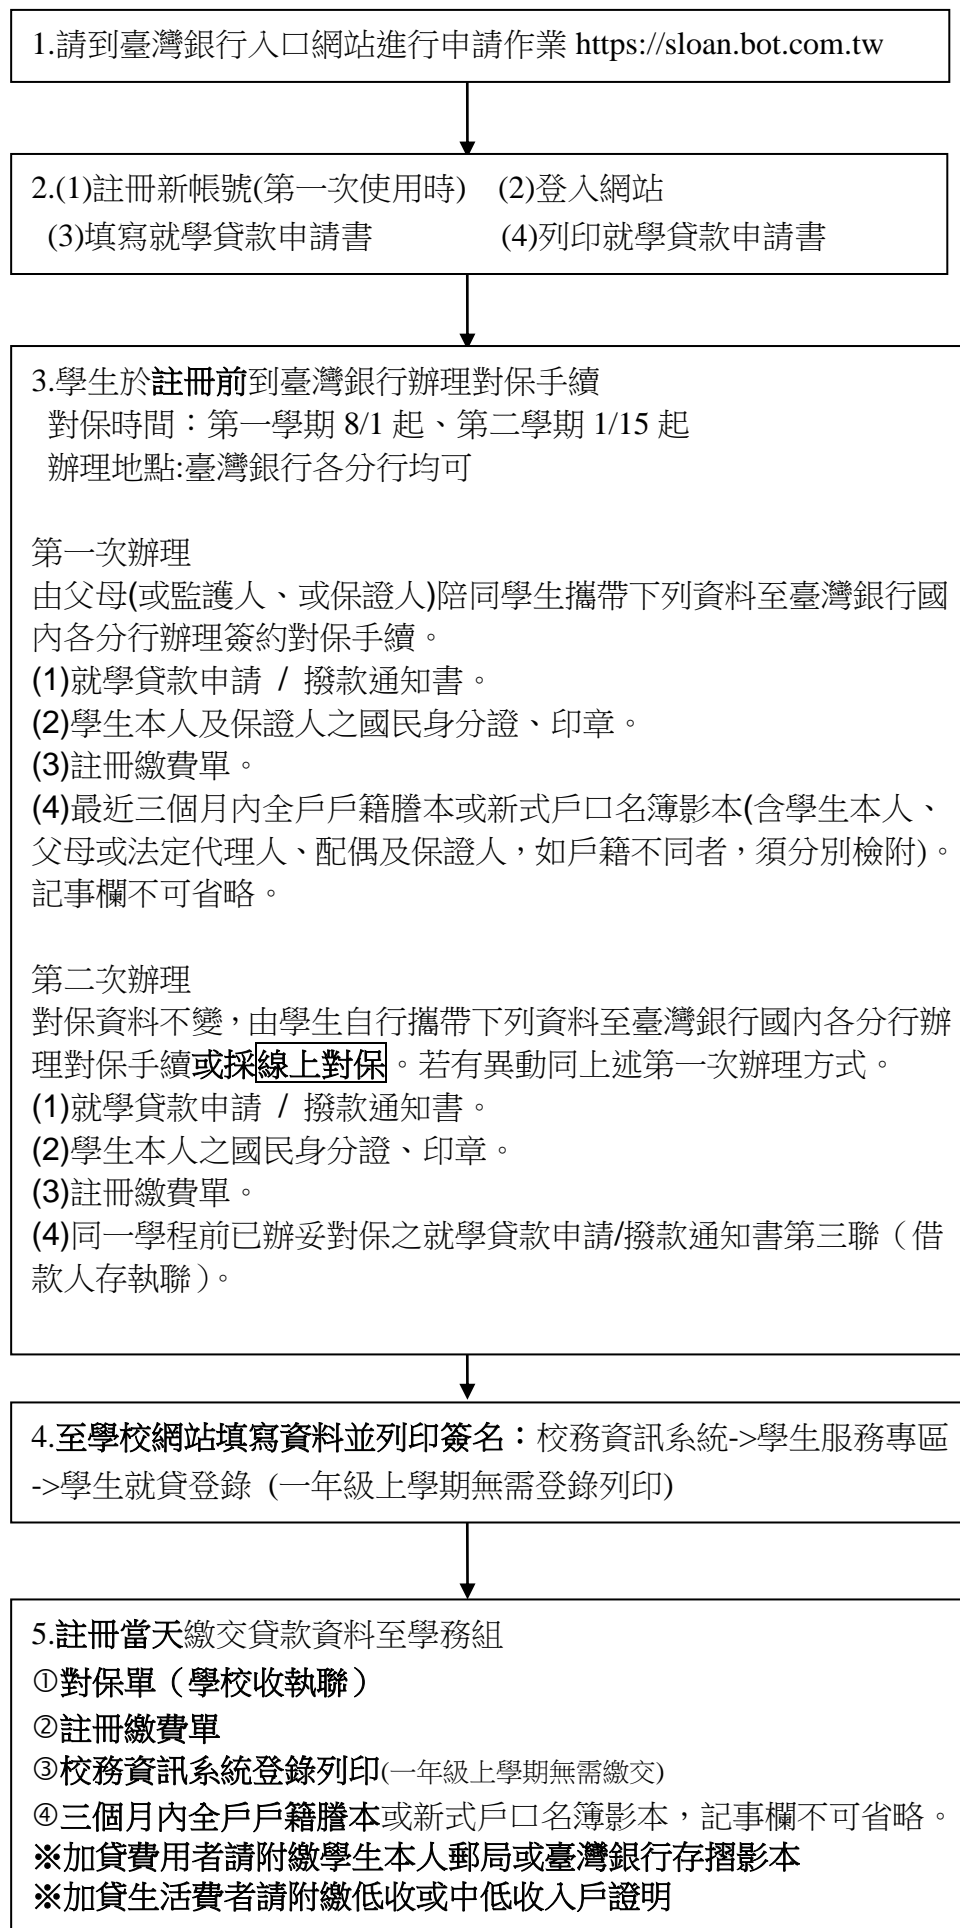 1.請到臺灣銀行入口網站進行申請作業 https://sloan.bot.com.tw
2.(1)註冊新帳號(第一次使用時) (2)登入網站
(3)填寫就學貸款申請書 (4)列印就學貸款申請書
3.學生於註冊前到臺灣銀行辦理對保手續
對保時間：第一學期 8/1 起、第二學期 1/15 起
辦理地點:臺灣銀行各分行均可
第一次辦理
由父母(或監護人、或保證人)陪同學生攜帶下列資料至臺灣銀行國
內各分行辦理簽約對保手續。
(1)就學貸款申請 / 撥款通知書。
(2)學生本人及保證人之國民身分證、印章。
(3)註冊繳費單。
(4)最近三個月內全戶戶籍謄本或新式戶口名簿影本(含學生本人、
父母或法定代理人、配偶及保證人，如戶籍不同者，須分別檢附)。
記事欄不可省略。
第二次辦理
對保資料不變，由學生自行攜帶下列資料至臺灣銀行國內各分行辦
理對保手續或採線上對保。若有異動同上述第一次辦理方式。
(1)就學貸款申請 / 撥款通知書。
(2)學生本人之國民身分證、印章。
(3)註冊繳費單。
(4)同一學程前已辦妥對保之就學貸款申請/撥款通知書第三聯（借
款人存執聯）。
4.至學校網站填寫資料並列印簽名：校務資訊系統->學生服務專區
->學生就貸登錄 (一年級上學期無需登錄列印)
5.註冊當天繳交貸款資料至學務組
①對保單（學校收執聯）
②註冊繳費單
③校務資訊系統登錄列印(一年級上學期無需繳交)
④三個月內全戶戶籍謄本或新式戶口名簿影本，記事欄不可省略。
※加貸費用者請附繳學生本人郵局或臺灣銀行存摺影本
※加貸生活費者請附繳低收或中低收入戶證明